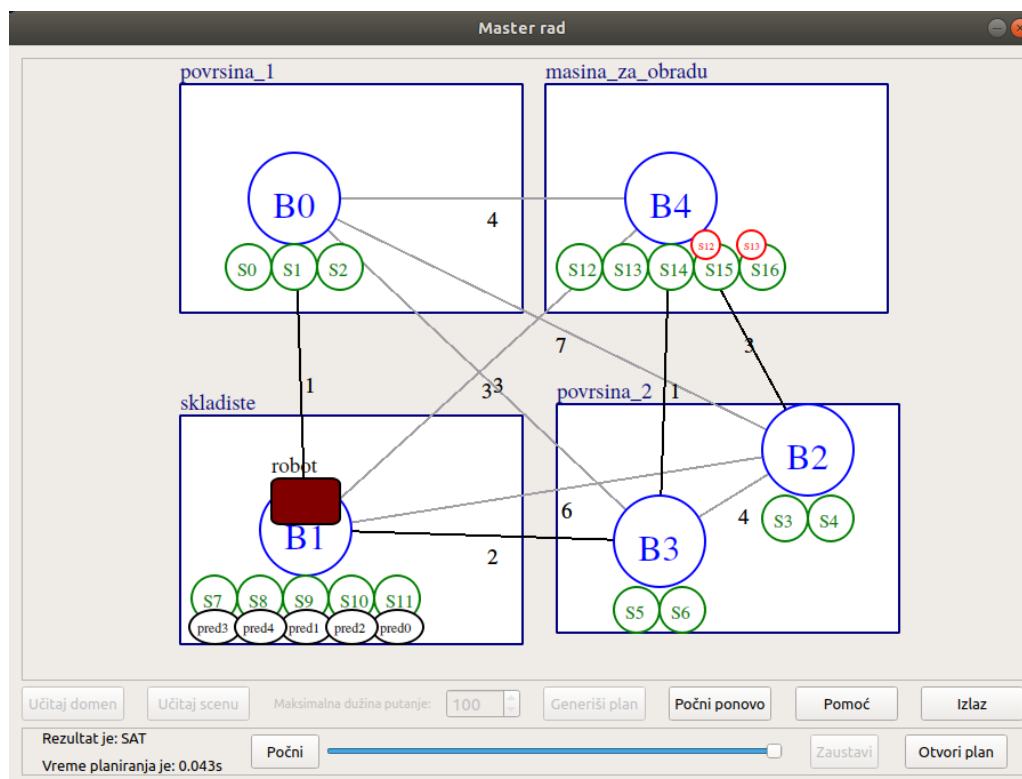 Master rad
povrsina_1
masina_za_obradu
B0
B4
4
S12
S13
S0
S1
S2
S12
S13
S14
S15
S16
7
3
1
3
3
1
skladiste
povrsina_2
robot
B2
B1
B3
6
4
2
S3
S4
S7
S8
S9
S10
S11
S5
S6
pred3
pred4
pred1
pred2
pred0
Učitaj domen
Učitaj scenu
Maksimalna dužina putanje:
100
Generiši plan
Počni ponovo
Pomoć
Izlaz
Rezultat je: SAT
Vreme planiranja je: 0.043s
Počni
Zaustavi
Otvori plan